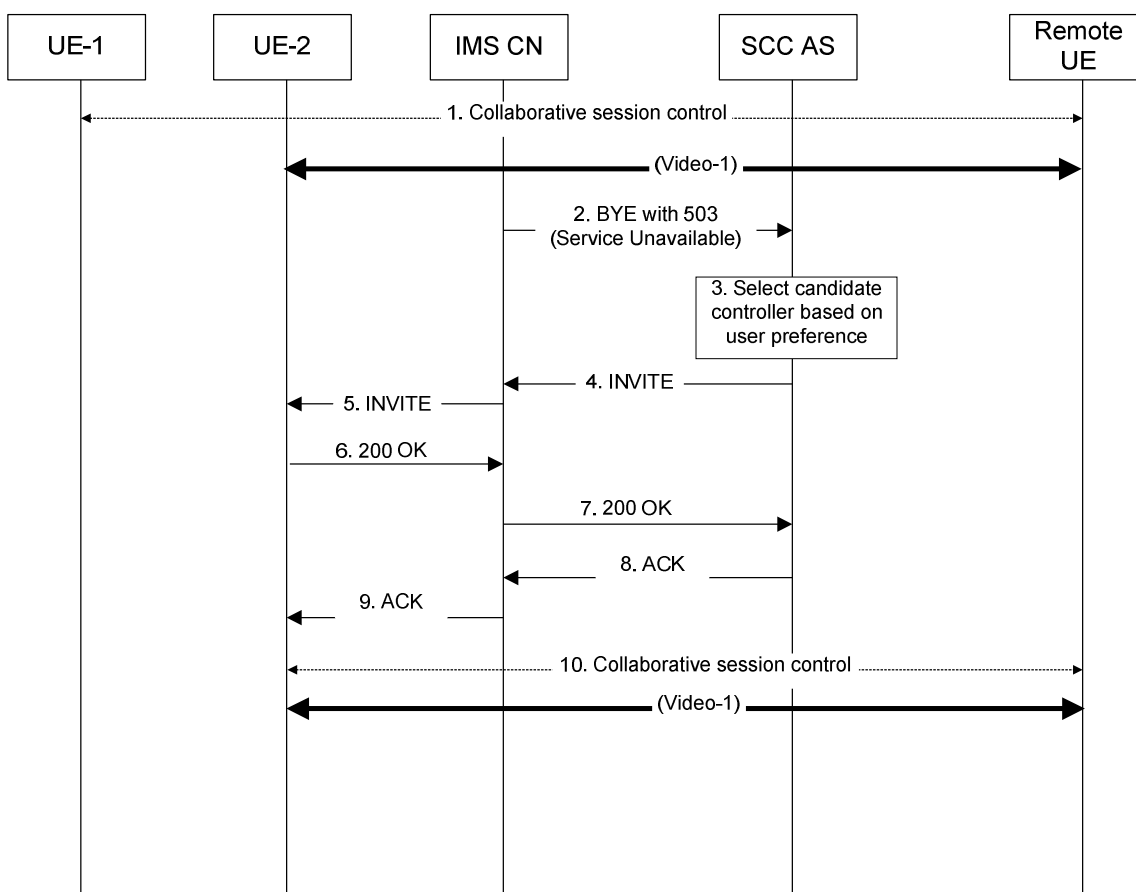 UE-1
UE-2
IMS CN
SCC AS
Remote
UE
1. Collaborative session control
(Video-1)
2. BYE with 503
(Service Unavailable)
3. Select candidate
controller based on
user preference
4. INVITE
5. INVITE
6. 200 OK
7. 200 OK
8. ACK
9. ACK
10. Collaborative session control
(Video-1)